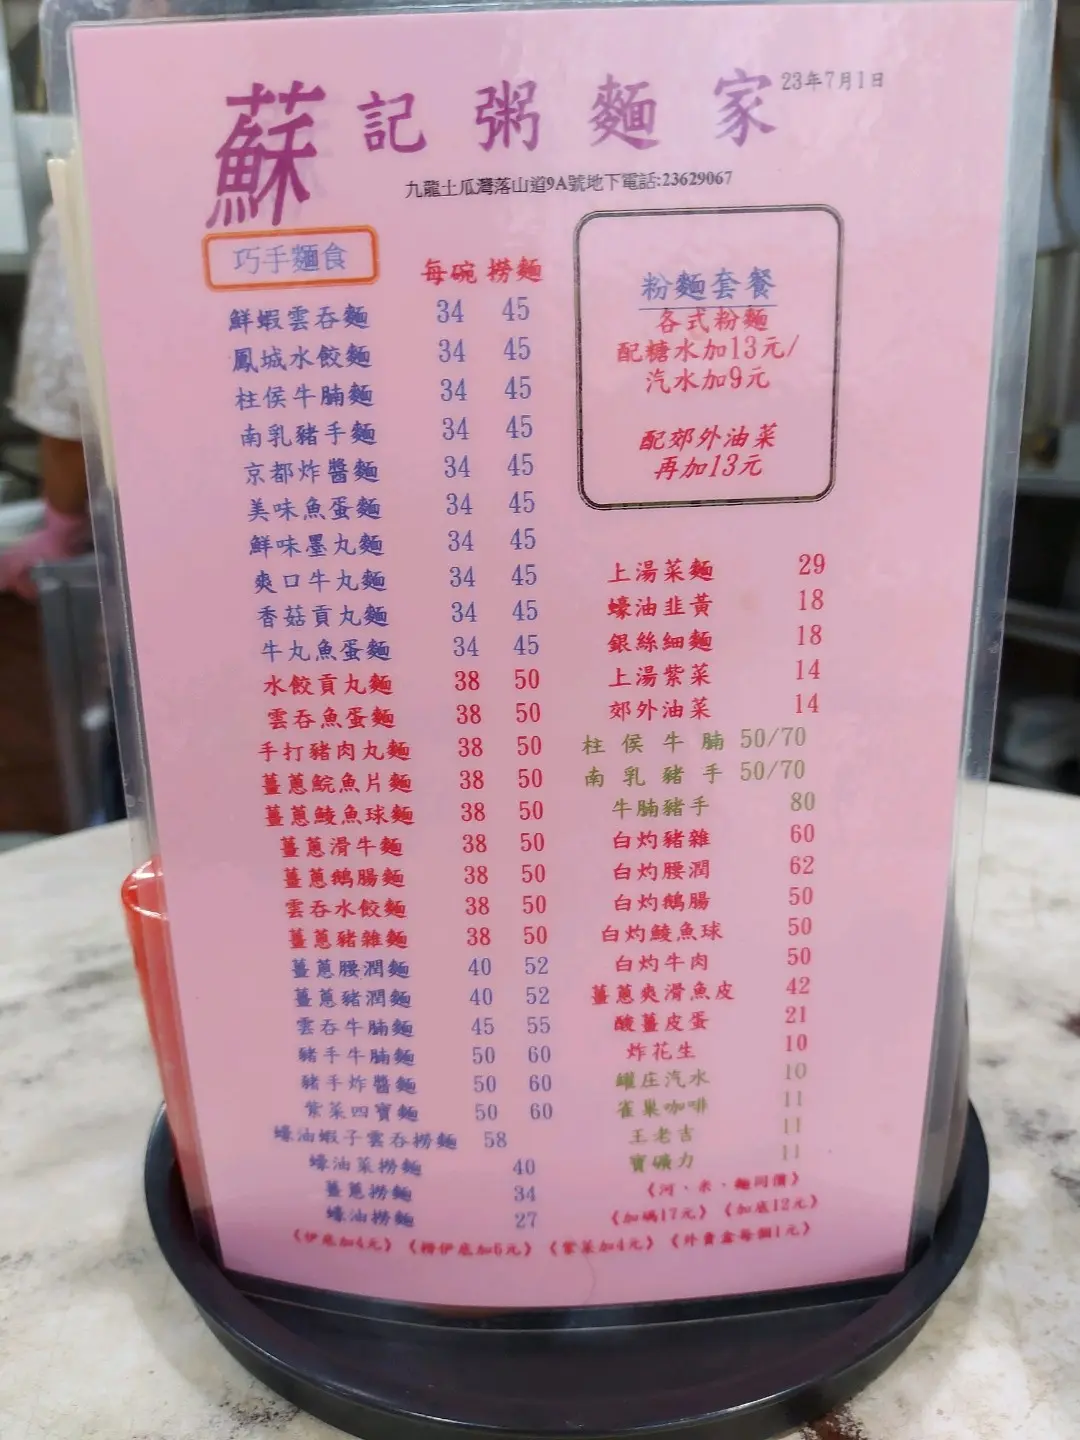 蘇記粥麵家
23年7月1日
九龍土瓜灣落山道9A號地下電話:23629067
巧手麵食 每碗 撈麵
鮮蝦雲吞麵 34 45
鳳城水餃麵 34 45
柱侯牛腩麵 34 45
南乳豬手麵 34 45
京都炸醬麵 34 45
美味魚蛋麵 34 45
鮮味墨丸麵 34 45
爽口牛丸麵 34 45
香菇貢丸麵 34 45
牛丸魚蛋麵 34 45
水餃貢丸麵 38 50
雲吞魚蛋麵 38 50
手打豬肉丸麵 38 50
薑蔥鯇魚片麵 38 50
薑蔥鯪魚球麵 38 50
薑蔥滑牛麵 38 50
薑蔥鵝腸麵 38 50
雲吞水餃麵 38 50
薑蔥豬雜麵 38 50
薑蔥腰潤麵 40 52
薑蔥豬潤麵 40 52
雲吞牛腩麵 45 55
豬手牛腩麵 50 60
豬手炸醬麵 50 60
紫菜四寶麵 50 60
蠔油蝦子雲吞撈麵 58
蠔油菜撈麵 40
薑蔥撈麵 34
蠔油撈麵 27
粉麵套餐
各式粉麵
配糖水加13元/
汽水加9元
配郊外油菜
再加13元
上湯菜麵 29
蠔油韭黃 18
銀絲細麵 18
上湯紫菜 14
郊外油菜 14
柱侯牛腩 50/70
南乳豬手 50/70
牛腩豬手 80
白灼豬雜 60
白灼腰潤 62
白灼鵝腸 50
白灼鯪魚球 50
白灼牛肉 50
薑蔥爽滑魚皮 42
酸薑皮蛋 21
炸花生 10
罐庄汽水 10
雀巢咖啡 11
王老吉 11
寶礦力 11
《河、米、麵同價》
《加碼17元》《加底12元》
《伊底加4元》《撈伊底加6元》《紫菜加4元》《外賣盒每個1元》